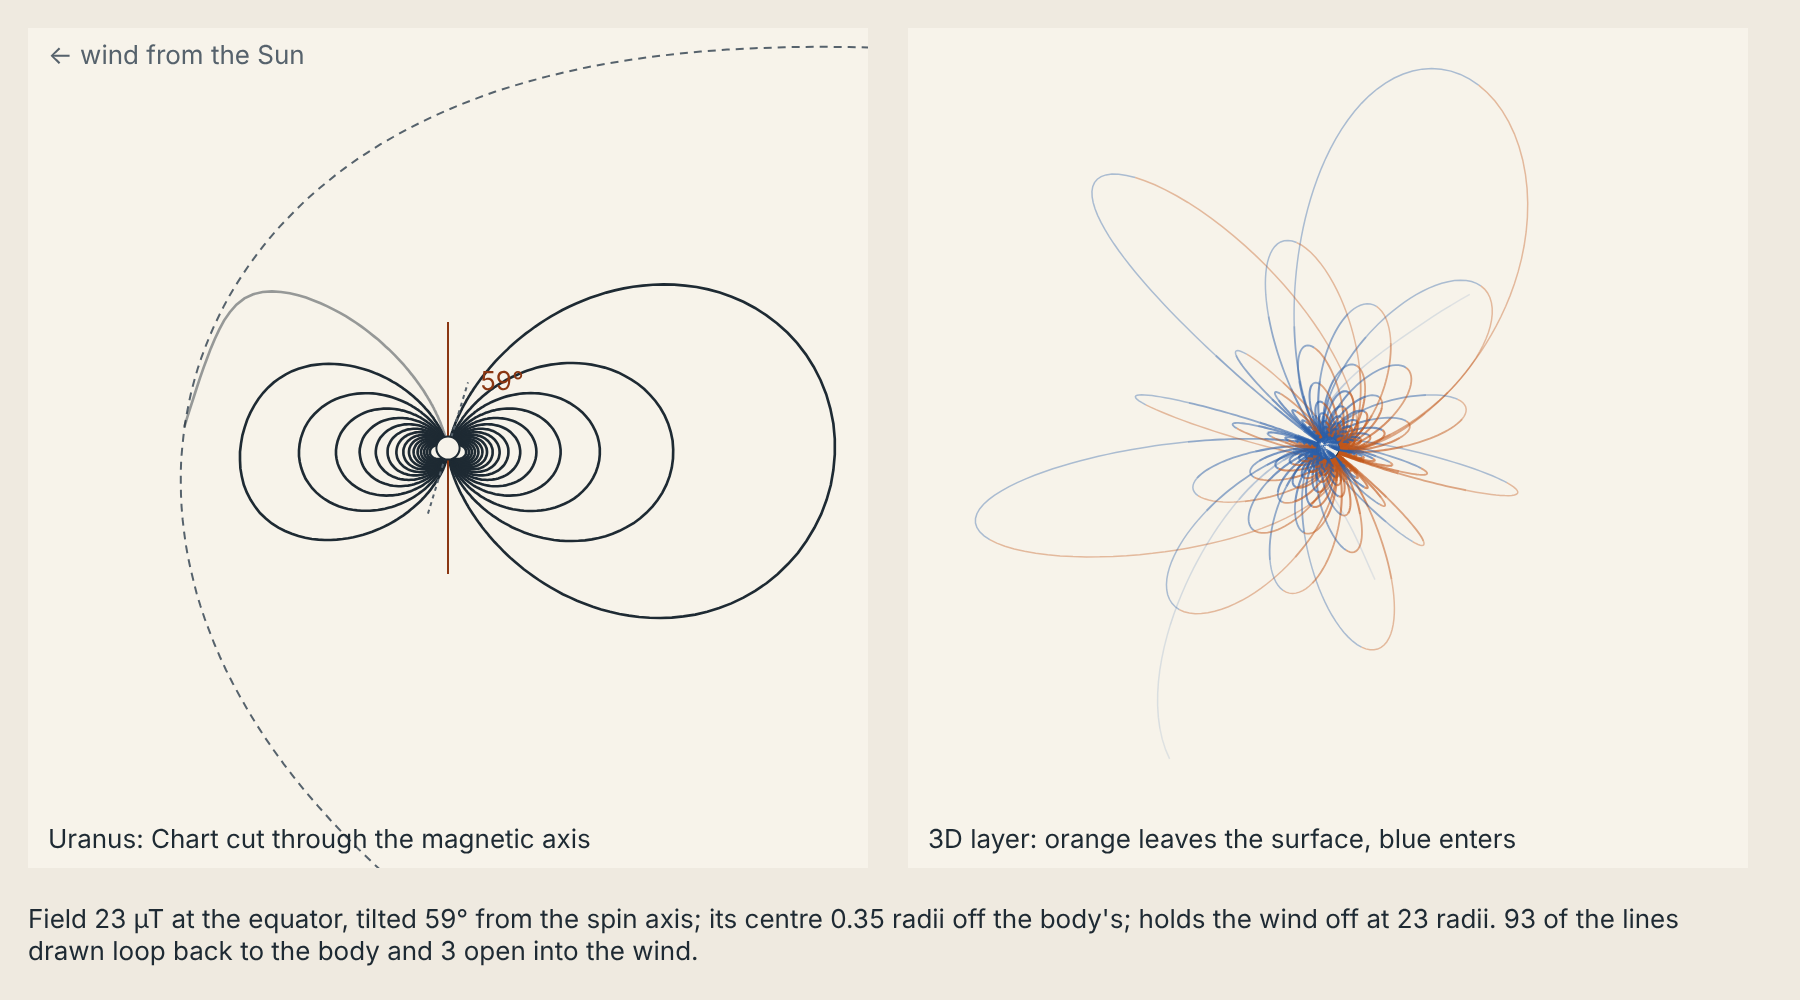 ← wind from the Sun
59°
Uranus: Chart cut through the magnetic axis
3D layer: orange leaves the surface, blue enters
Field 23 µT at the equator, tilted 59° from the spin axis; its centre 0.35 radii off the body's; holds the wind off at 23 radii. 93 of the lines
drawn loop back to the body and 3 open into the wind.